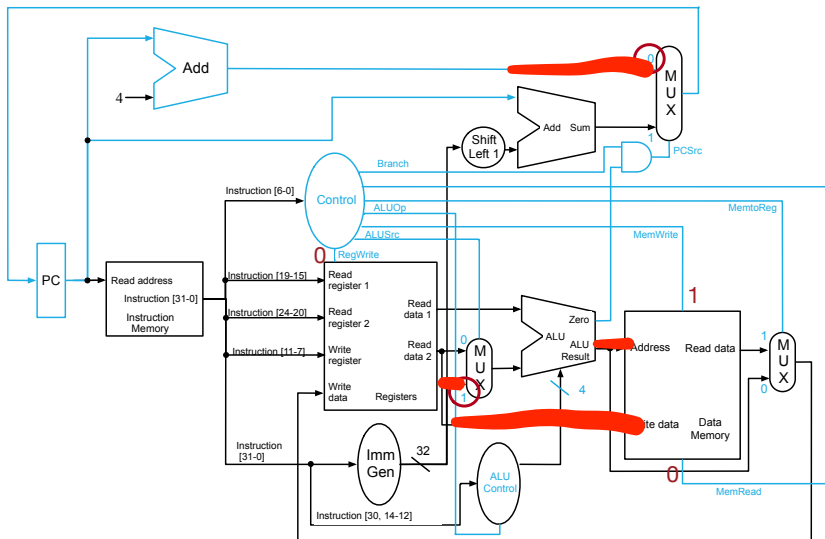 Add
4
0
M
U
X
1
Add Sum
Shift
Left 1
Branch
PCSrc
Instruction [6-0]
Control
ALUOp
ALUSrc
MemtoReg
MemWrite
0
RegWrite
PC
Read address
Instruction [31-0]
Instruction
Memory
Instruction [19-15]
Read
register 1
Instruction [24-20]
Read
register 2
Instruction [11-7]
Write
register
Write
data
Registers
Read
data 1
Read
data 2
0
M
U
X
1
Zero
ALU
ALU
Result
4
1
Address
Read data
Data
Memory
data
0
MemRead
1
M
U
X
0
Instruction
[31-0]
Imm
Gen
32
ALU
Control
Instruction [30, 14-12]